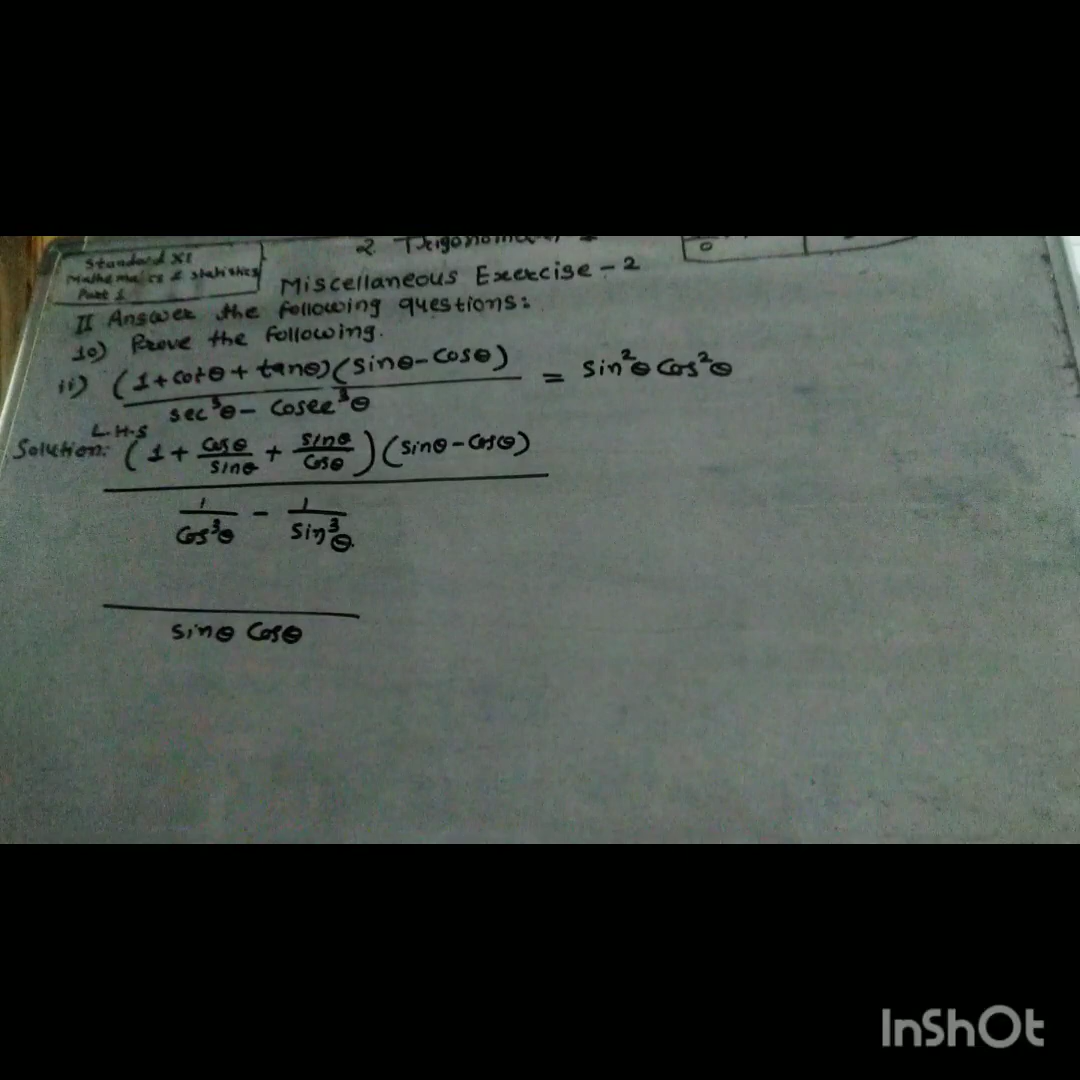 Standard XI
Mathematics & Statistics
Part 1
2. Trigonometry
Miscellaneous Exercise - 2
II Answer the following questions:
10) Prove the following.
ii) (1+cotθ + tanθ)(sinθ-cosθ) / sec³θ - cosec³θ = sin²θ cos²θ
L.H.S
Solution: (1 + cosθ/sinθ + sinθ/cosθ)(sinθ-cosθ)
1/cos³θ - 1/sin³θ
sinθ cosθ
InShOt